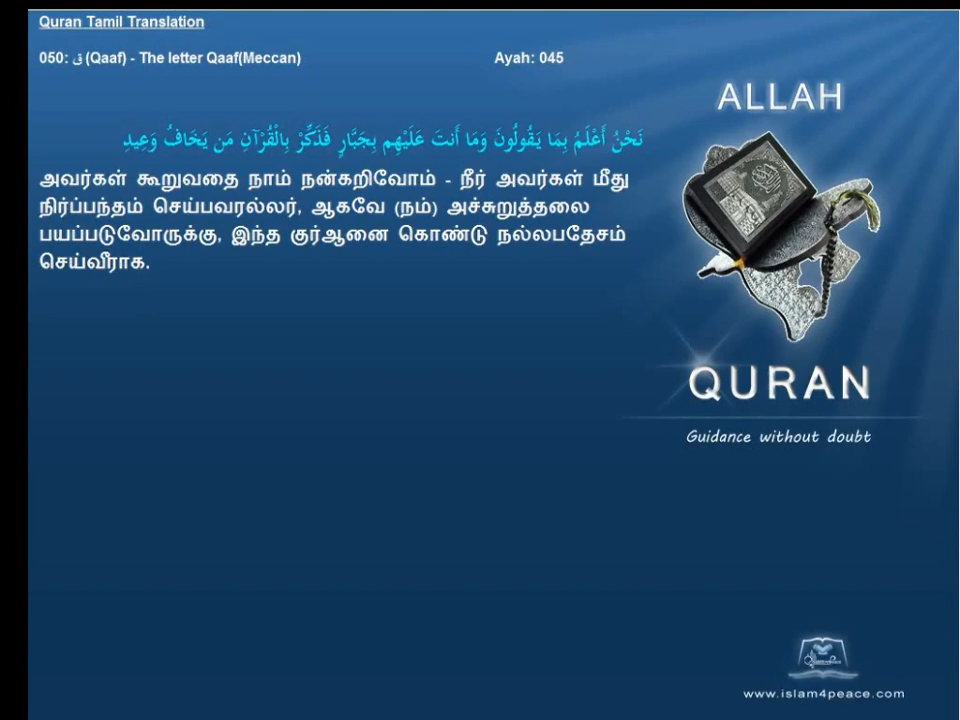 Quran Tamil Translation
050: ق (Qaaf) - The letter Qaaf(Meccan) Ayah: 045
نَحْنُ أَعْلَمُ بِمَا يَقُولُونَ وَمَا أَنتَ عَلَيْهِم بِجَبَّارٍ فَذَكِّرْ بِالْقُرْآنِ مَن يَخَافُ وَعِيدِ
அவர்கள் கூறுவதை நாம் நன்கறிவோம் - நீர் அவர்கள் மீது
நிர்ப்பந்தம் செய்பவரல்லர், ஆகவே (நம்) அச்சுறுத்தலை
பயப்படுவோருக்கு, இந்த குர்ஆனை கொண்டு நல்லபதேசம்
செய்வீராக.
ALLAH
QURAN
Guidance without doubt
www.islam4peace.com